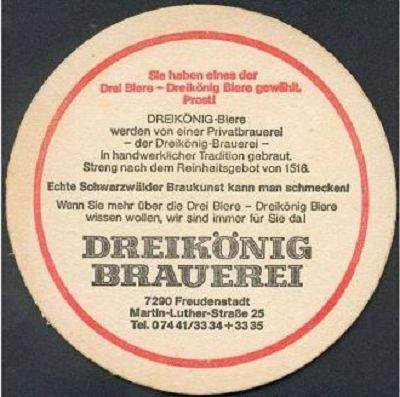 Sie haben eines der
Drei Biere – Dreikönig Biere gewählt.
Prost!
DREIKÖNIG-Biere
werden von einer Privatbrauerei
– der Dreikönig-Brauerei –
in handwerklicher Tradition gebraut.
Streng nach dem Reinheitsgebot von 1516.
Echte Schwarzwälder Braukunst kann man schmecken!
Wenn Sie mehr über die Drei Biere – Dreikönig Biere
wissen wollen, wir sind immer für Sie da!
DREIKÖNIG
BRAUEREI
7290 Freudenstadt
Martin-Luther-Straße 25
Tel. 0 74 41/33 34 + 33 35